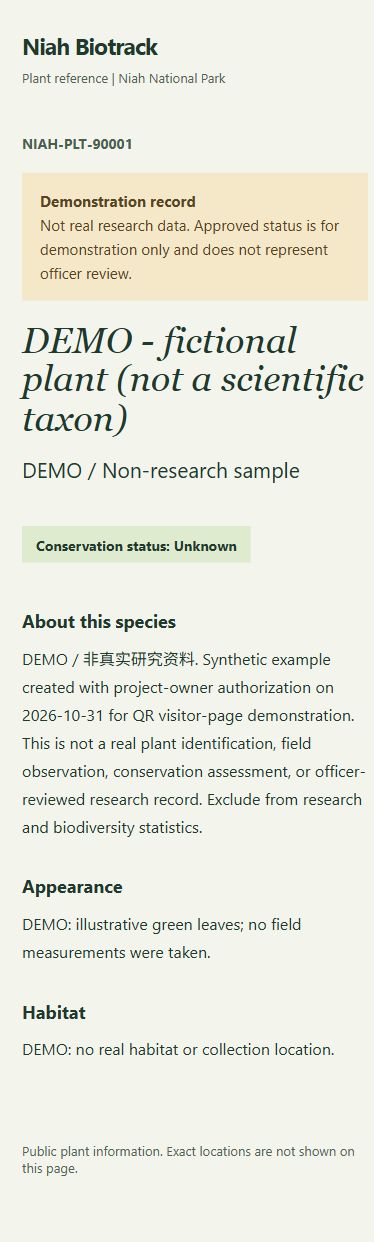 Niah Biotrack
Plant reference | Niah National Park
NIAH-PLT-90001
Demonstration record
Not real research data. Approved status is for
demonstration only and does not represent
officer review.
DEMO - fictional
plant (not a scientific
taxon)
DEMO / Non-research sample
Conservation status: Unknown
About this species
DEMO / 非真实研究资料. Synthetic example
created with project-owner authorization on
2026-10-31 for QR visitor-page demonstration.
This is not a real plant identification, field
observation, conservation assessment, or officer-
reviewed research record. Exclude from research
and biodiversity statistics.
Appearance
DEMO: illustrative green leaves; no field
measurements were taken.
Habitat
DEMO: no real habitat or collection location.
Public plant information. Exact locations are not shown on
this page.